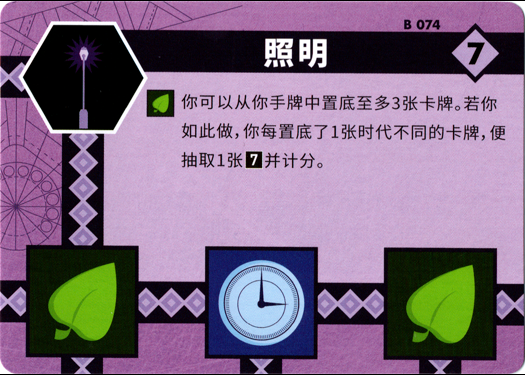 B 074
照明
7
你可以从你手牌中置底至多3张卡牌。若你
如此做，你每置底了1张时代不同的卡牌，便
抽取1张7并计分。